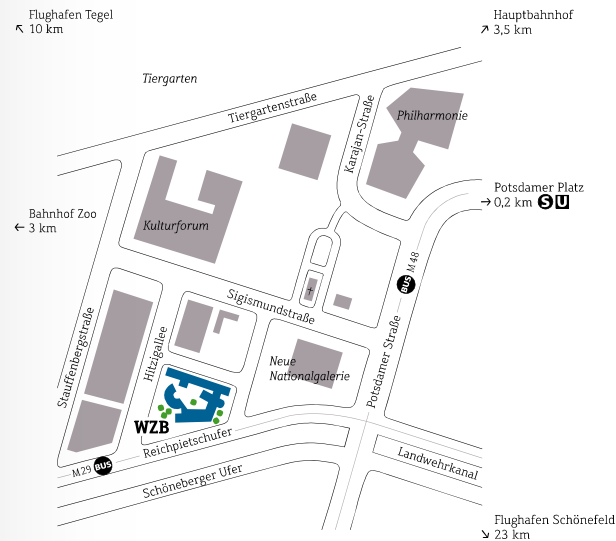 Flughafen Tegel
↖ 10 km
Hauptbahnhof
↗ 3,5 km
Tiergarten
Tiergartenstraße
Karajan-Straße
Philharmonie
Potsdamer Platz
→ 0,2 km S U
Bahnhof Zoo
← 3 km
Kulturforum
BUS M48
Sigismundstraße
Stauffenbergstraße
Hitzigallee
Neue
Nationalgalerie
Potsdamer Straße
WZB
Reichpietschufer
M29 BUS
Schöneberger Ufer
Landwehrkanal
Flughafen Schönefeld
↘ 23 km